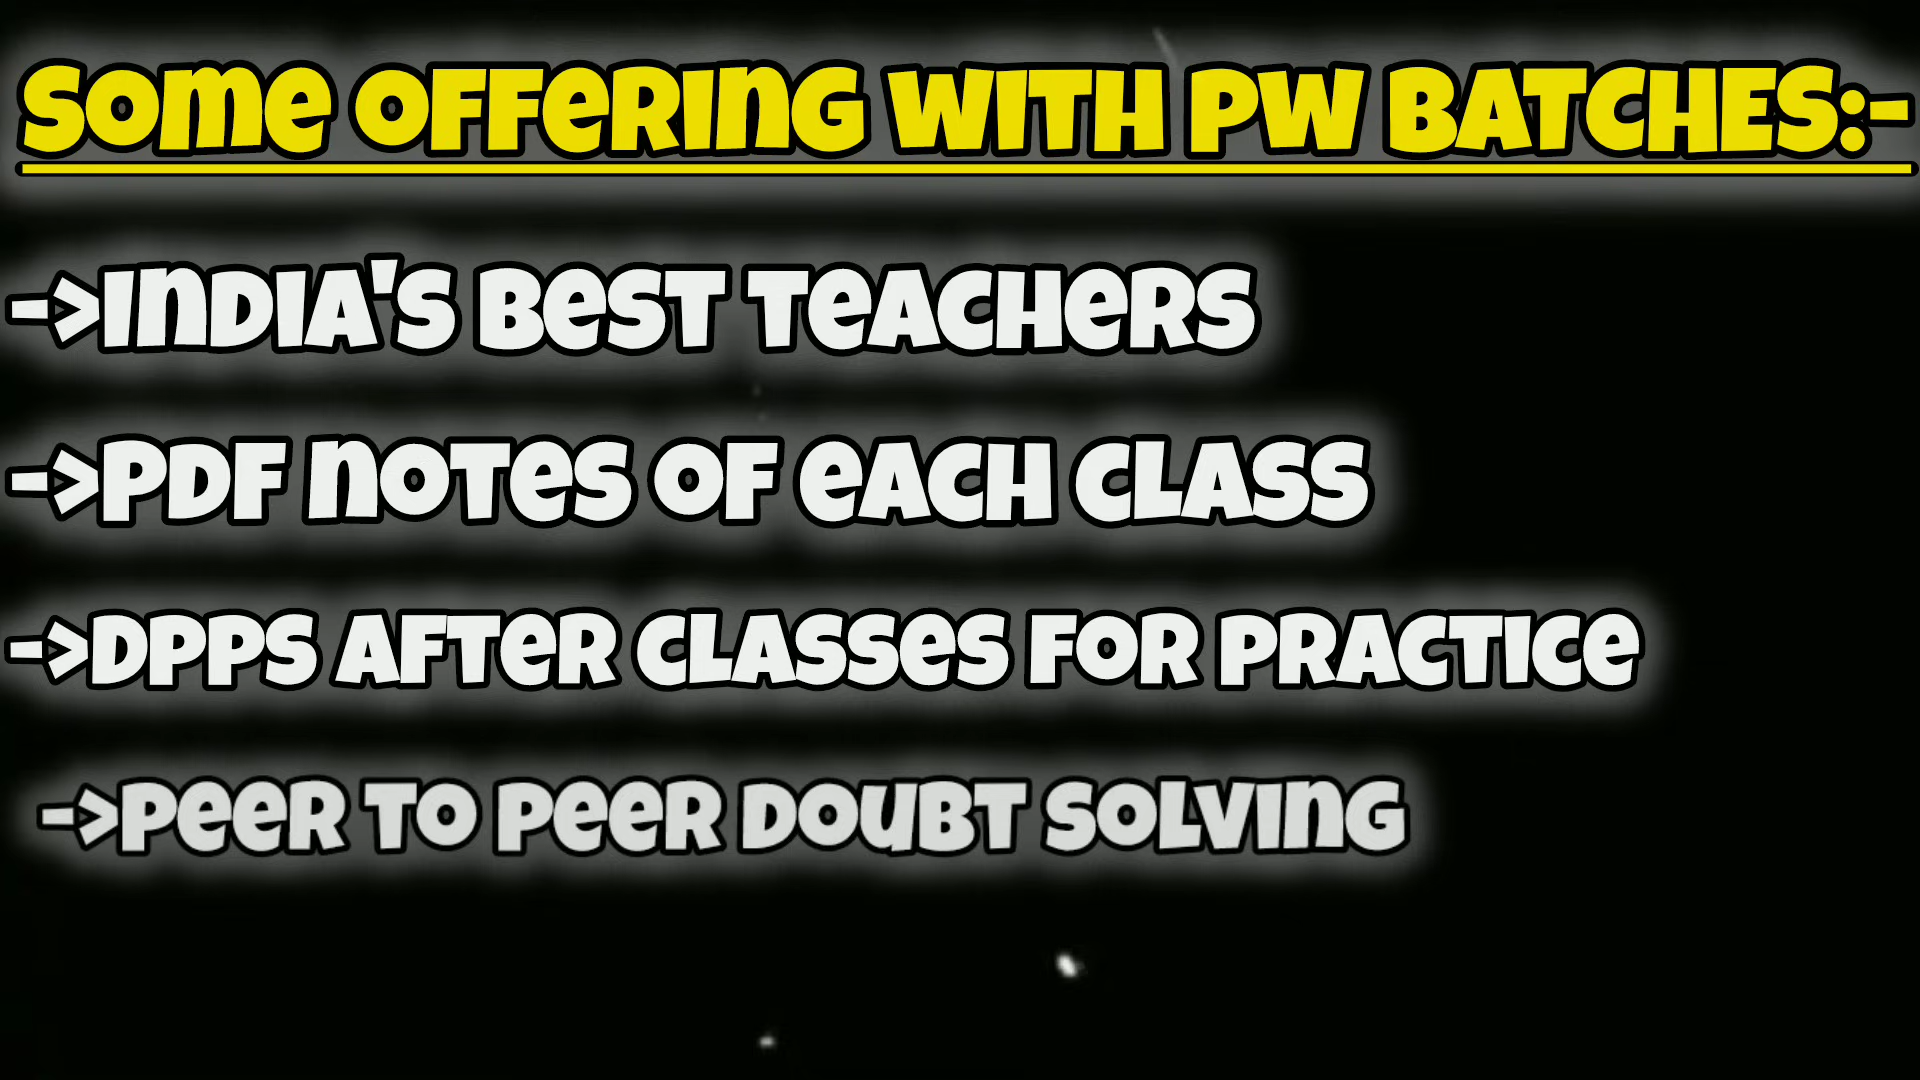 SOME OFFERING WITH PW BATCHES:-
->INDIA'S BEST TEACHERS
->PDF NOTES OF EACH CLASS
->DPPS AFTER CLASSES FOR PRACTICE
->PEER TO PEER DOUBT SOLVING